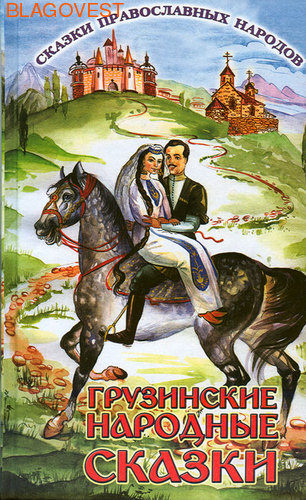 BLAGOVEST
СКАЗКИ ПРАВОСЛАВНЫХ НАРОДОВ
ГРУЗИНСКИЕ
НАРОДНЫЕ
СКАЗКИ